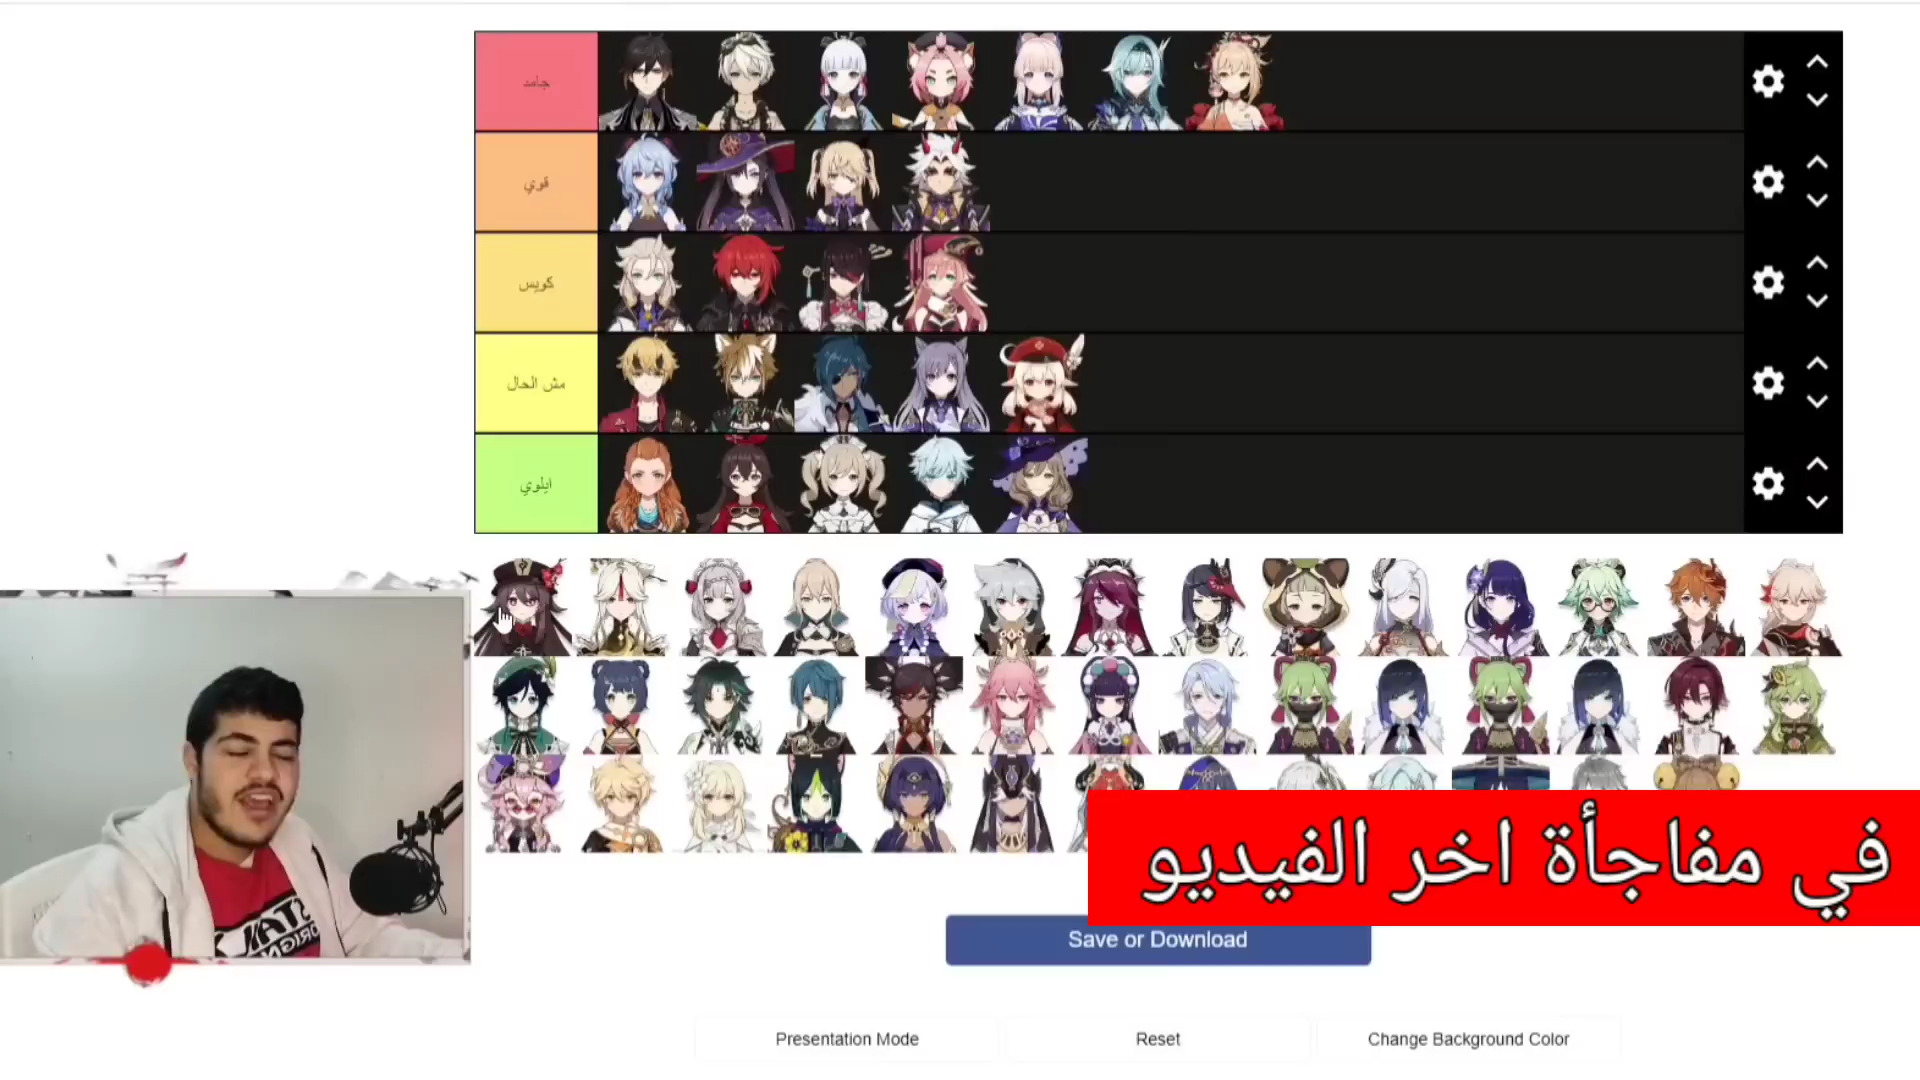 جامد
قوي
كويس
مش الحال
ايلوي
في مفاجأة اخر الفيديو
Save or Download
Presentation Mode
Reset
Change Background Color